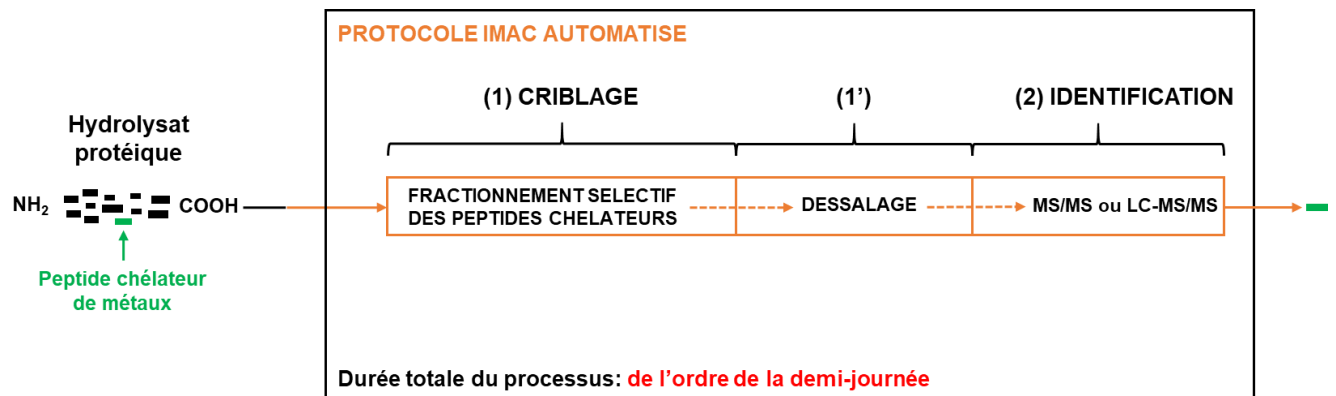 PROTOCOLE IMAC AUTOMATISE
(1) CRIBLAGE
(1’)
(2) IDENTIFICATION
Hydrolysat
protéique
NH₂
COOH
FRACTIONNEMENT SELECTIF
DES PEPTIDES CHELATEURS
DESSALAGE
MS/MS ou LC-MS/MS
Peptide chélateur
de métaux
Durée totale du processus: de l’ordre de la demi-journée